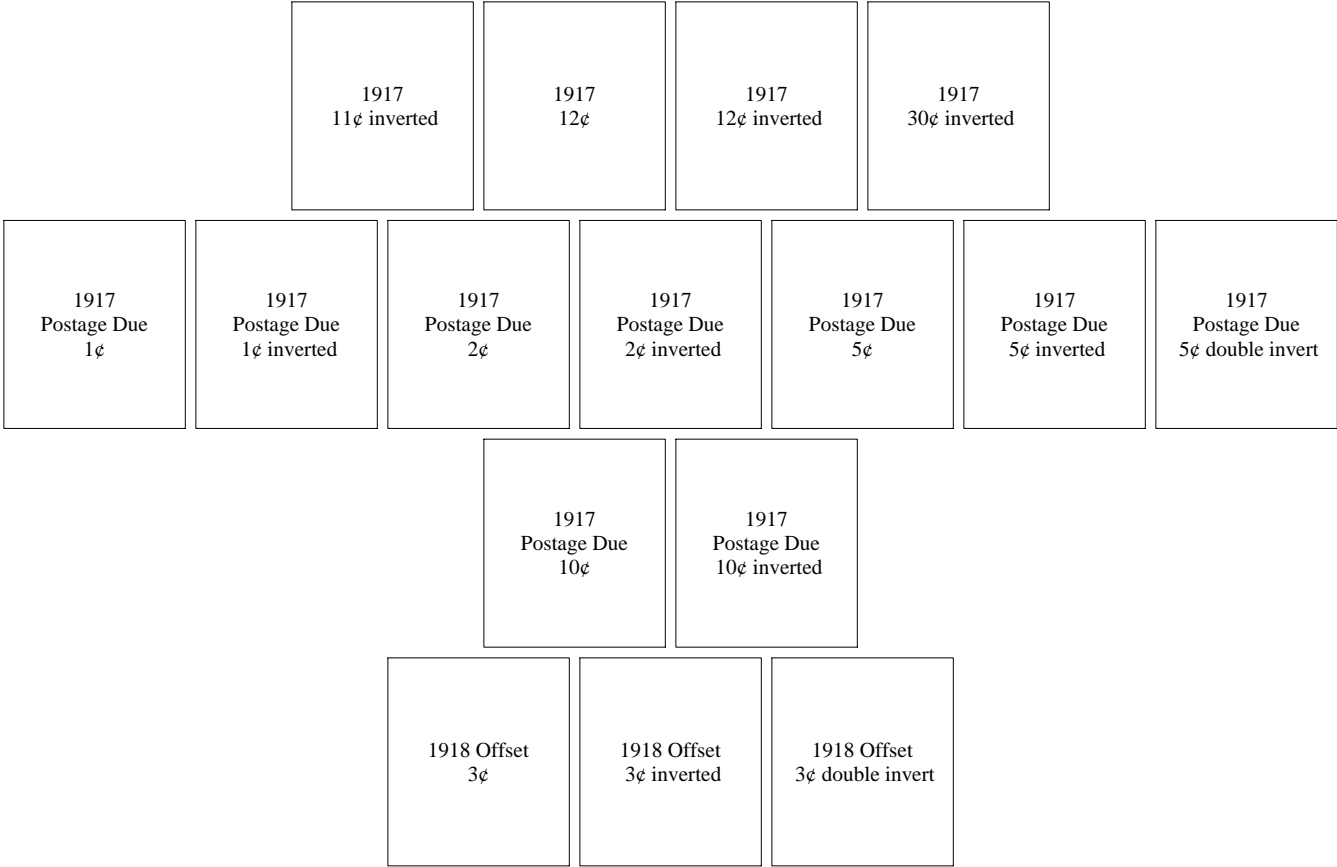 1917
11¢ inverted
1917
12¢
1917
12¢ inverted
1917
30¢ inverted
1917
Postage Due
1¢
1917
Postage Due
1¢ inverted
1917
Postage Due
2¢
1917
Postage Due
2¢ inverted
1917
Postage Due
5¢
1917
Postage Due
5¢ inverted
1917
Postage Due
5¢ double invert
1917
Postage Due
10¢
1917
Postage Due
10¢ inverted
1918 Offset
3¢
1918 Offset
3¢ inverted
1918 Offset
3¢ double invert